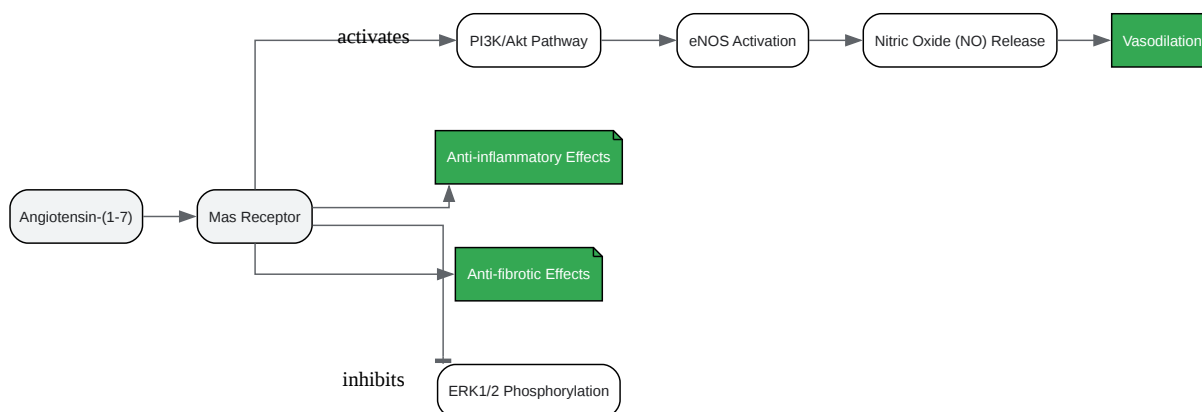 activates
PI3K/Akt Pathway
eNOS Activation
Nitric Oxide (NO) Release
Vasodilation
Anti-inflammatory Effects
Angiotensin-(1-7)
Mas Receptor
Anti-fibrotic Effects
inhibits
ERK1/2 Phosphorylation